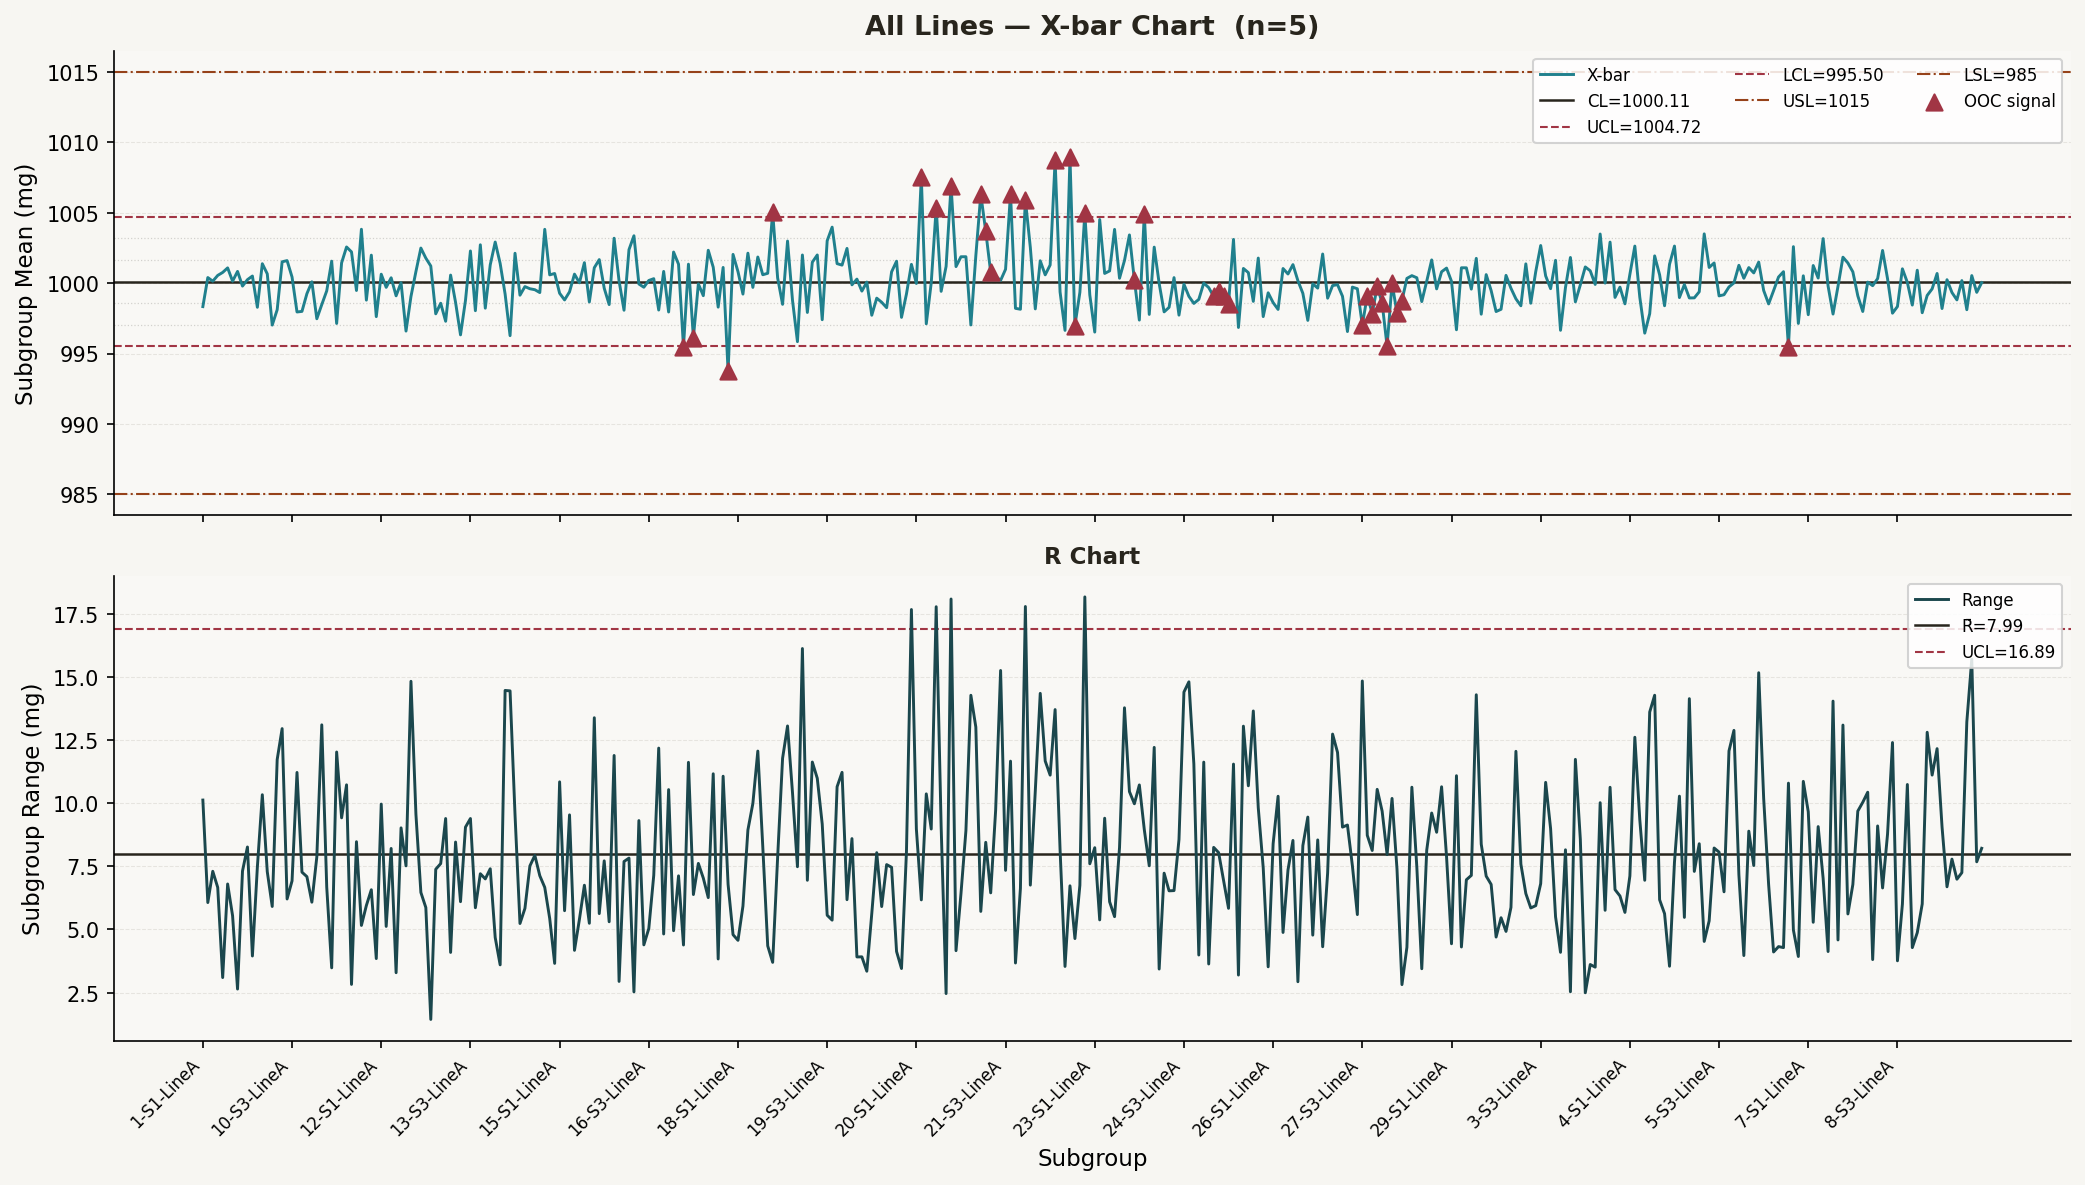 All Lines — X-bar Chart  (n=5)
Subgroup Mean (mg)
1015
1010
1005
1000
995
990
985
X-bar
CL=1000.11
UCL=1004.72
LCL=995.50
USL=1015
LSL=985
OOC signal
R Chart
Subgroup Range (mg)
17.5
15.0
12.5
10.0
7.5
5.0
2.5
Range
R=7.99
UCL=16.89
1-S1-LineA
10-S3-LineA
12-S1-LineA
13-S3-LineA
15-S1-LineA
16-S3-LineA
18-S1-LineA
19-S3-LineA
20-S1-LineA
21-S3-LineA
23-S1-LineA
24-S3-LineA
26-S1-LineA
27-S3-LineA
29-S1-LineA
3-S3-LineA
4-S1-LineA
5-S3-LineA
7-S1-LineA
8-S3-LineA
Subgroup